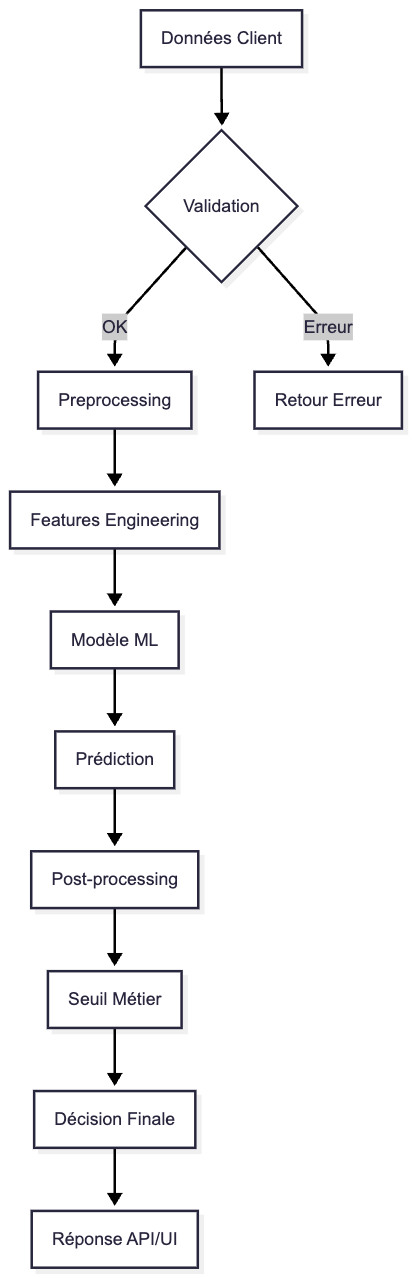 Données Client
Validation
OK
Erreur
Preprocessing
Retour Erreur
Features Engineering
Modèle ML
Prédiction
Post-processing
Seuil Métier
Décision Finale
Réponse API/UI